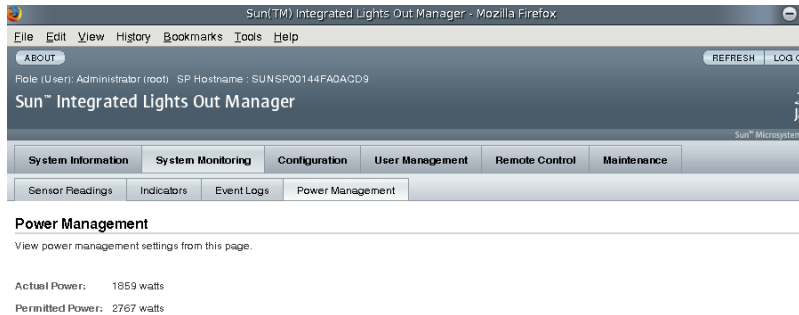 Sun(TM) Integrated Lights Out Manager - Mozilla Firefox
File Edit View History Bookmarks Tools Help
ABOUT REFRESH LOG
Role (User): Administrator (root) SP Hostname : SUNSP00144FA0ACD9
Sun™ Integrated Lights Out Manager
Sun™ Microsystem
System Information System Monitoring Configuration User Management Remote Control Maintenance
Sensor Readings Indicators Event Logs Power Management
Power Management
View power management settings from this page.
Actual Power: 1859 watts
Permitted Power: 2767 watts